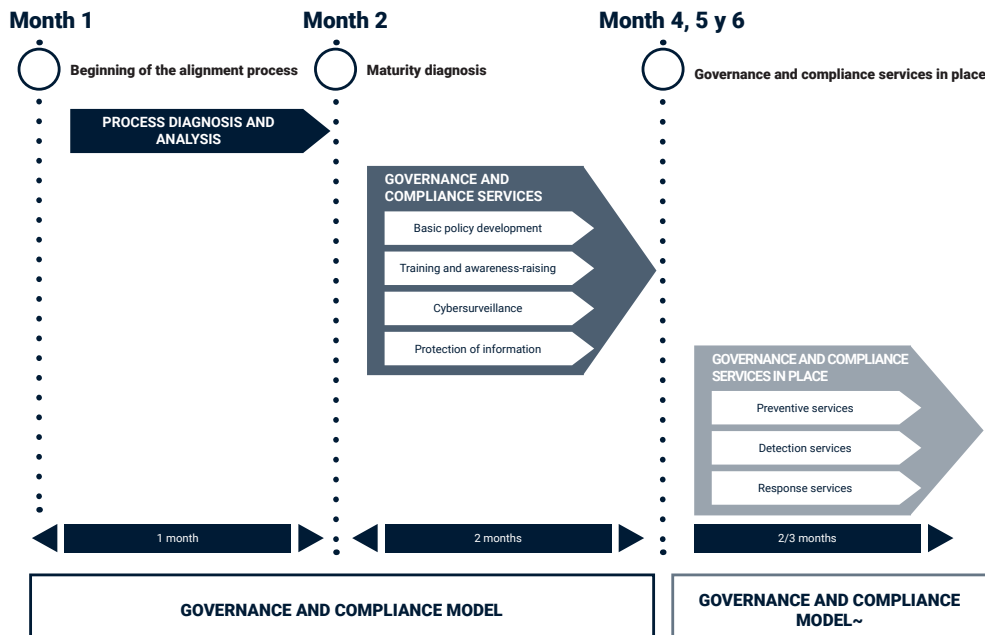 Month 1
Month 2
Month 4, 5 y 6
Beginning of the alignment process
Maturity diagnosis
Governance and compliance services in place
PROCESS DIAGNOSIS AND
ANALYSIS
GOVERNANCE AND
COMPLIANCE SERVICES
Basic policy development
Training and awareness-raising
Cybersurveillance
Protection of information
GOVERNANCE AND COMPLIANCE
SERVICES IN PLACE
Preventive services
Detection services
Response services
1 month
2 months
2/3 months
GOVERNANCE AND COMPLIANCE MODEL
GOVERNANCE AND COMPLIANCE
MODEL~